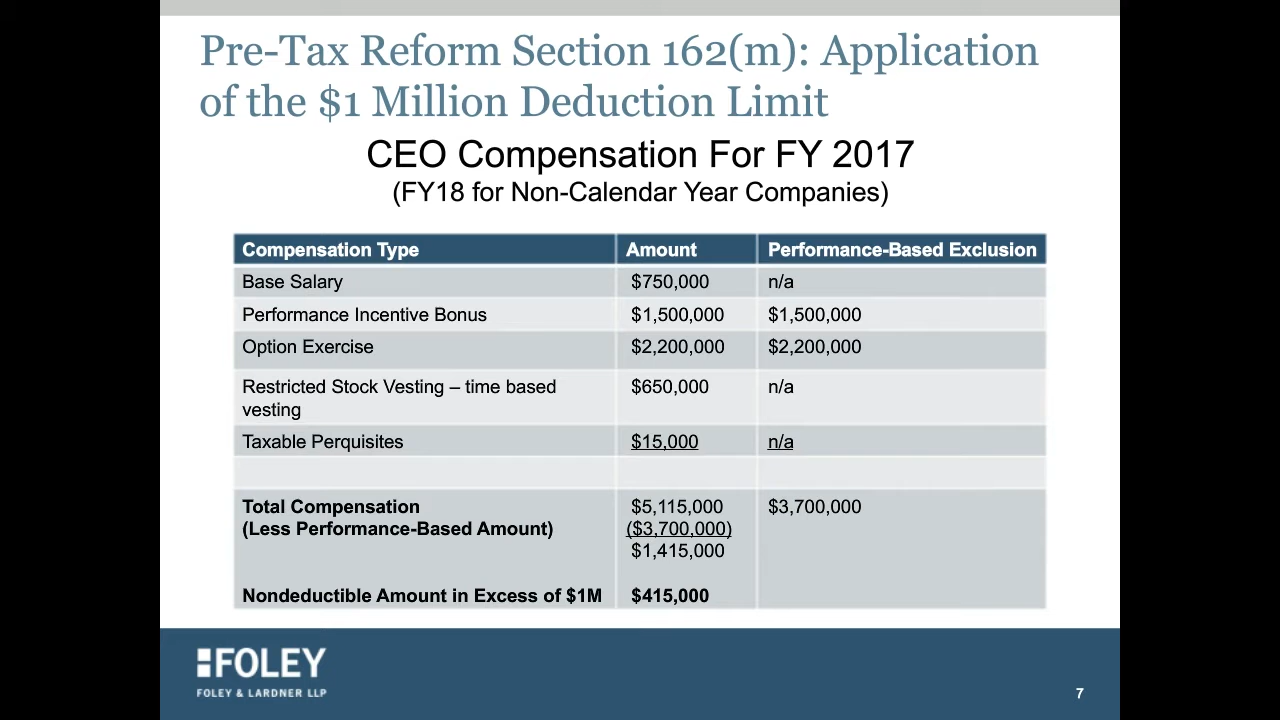 Pre-Tax Reform Section 162(m): Application
of the $1 Million Deduction Limit
CEO Compensation For FY 2017
(FY18 for Non-Calendar Year Companies)
Compensation Type Amount Performance-Based Exclusion
Base Salary $750,000 n/a
Performance Incentive Bonus $1,500,000 $1,500,000
Option Exercise $2,200,000 $2,200,000
Restricted Stock Vesting – time based $650,000 n/a
vesting
Taxable Perquisites $15,000 n/a
Total Compensation $5,115,000 $3,700,000
(Less Performance-Based Amount) ($3,700,000)
$1,415,000
Nondeductible Amount in Excess of $1M $415,000
FOLEY
FOLEY & LARDNER LLP
7